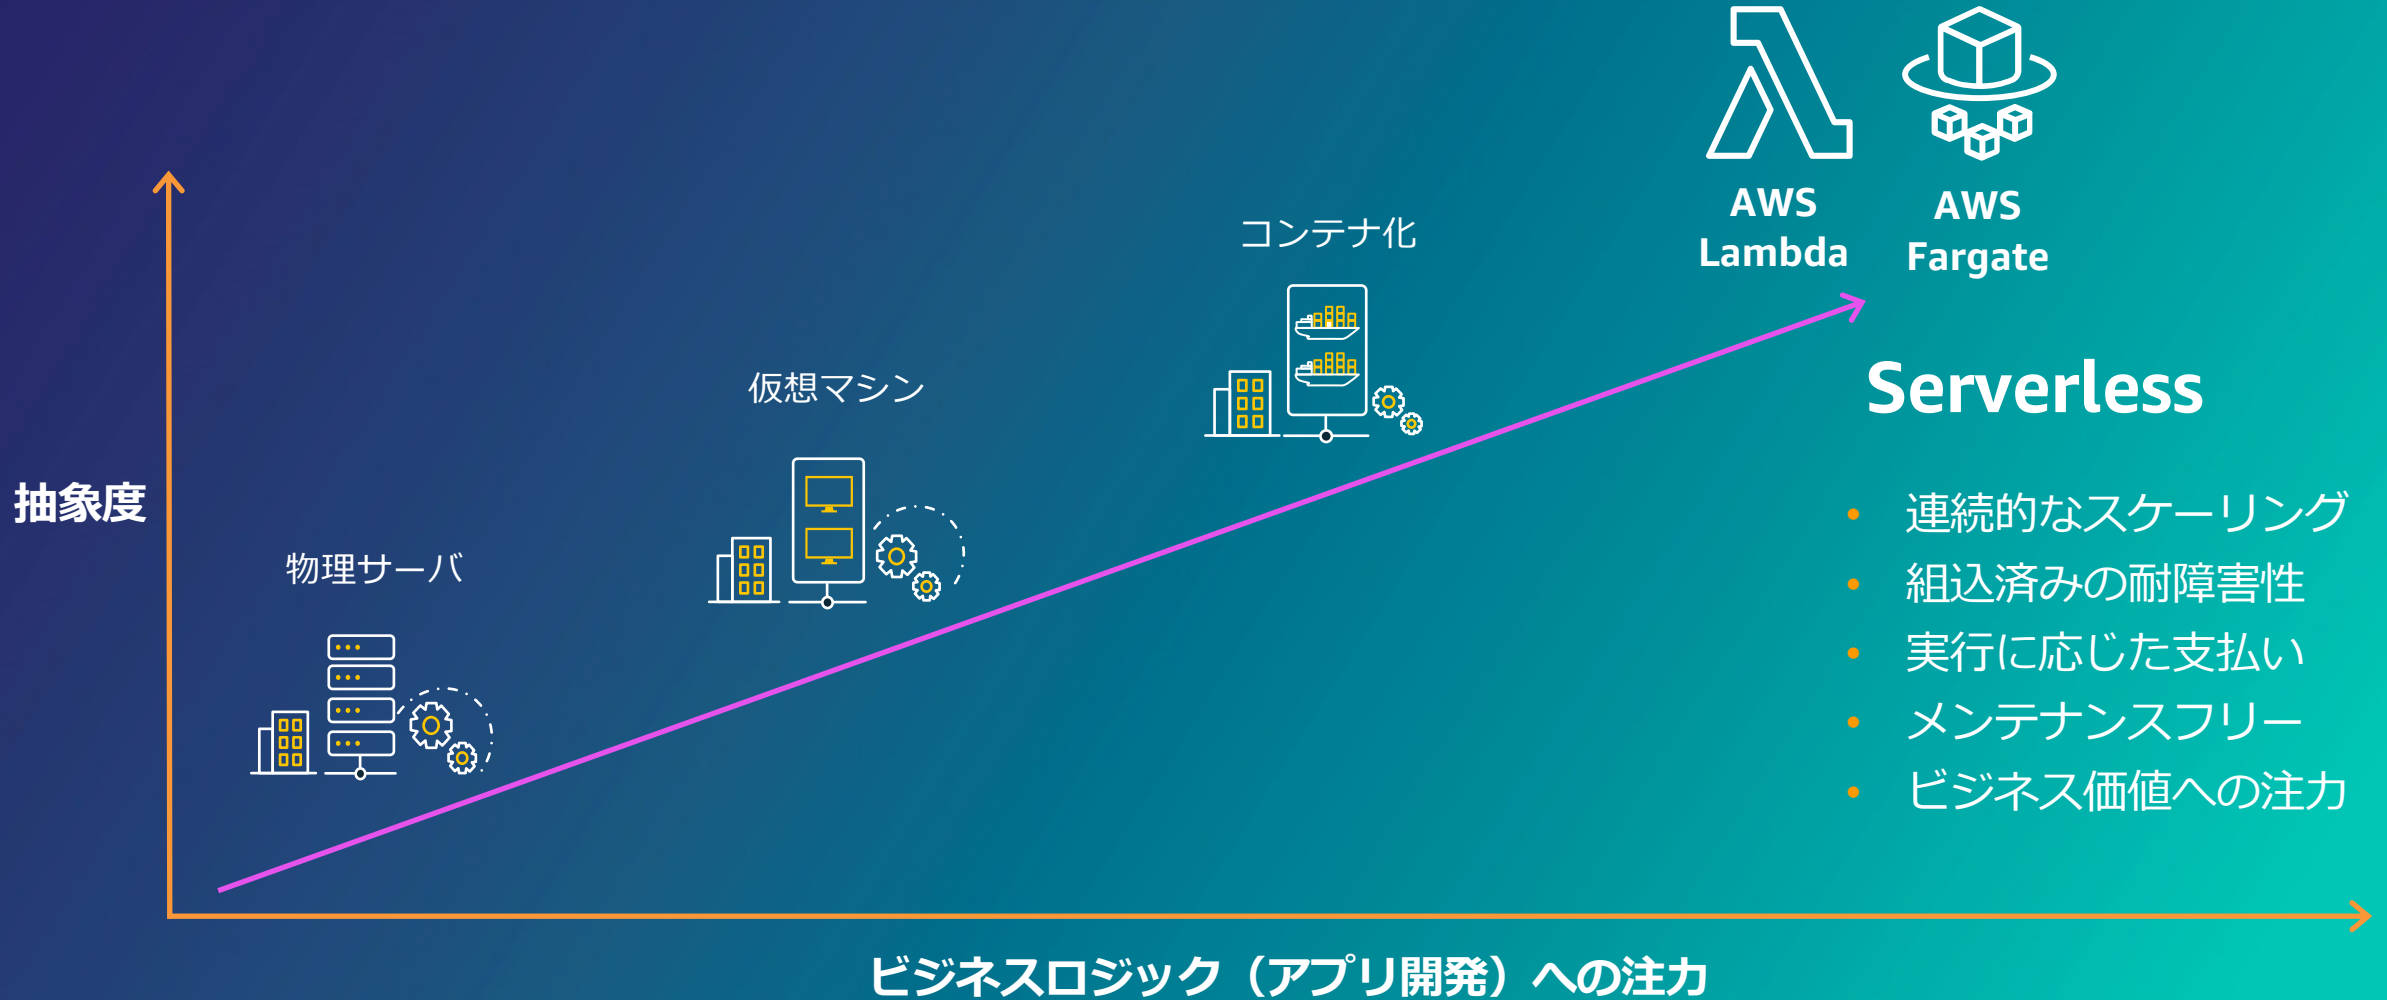 AWS
Lambda
AWS
Fargate
コンテナ化
仮想マシン
物理サーバ
抽象度
Serverless
• 連続的なスケーリング
• 組込済みの耐障害性
• 実行に応じた支払い
• メンテナンスフリー
• ビジネス価値への注力
ビジネスロジック（アプリ開発）への注力